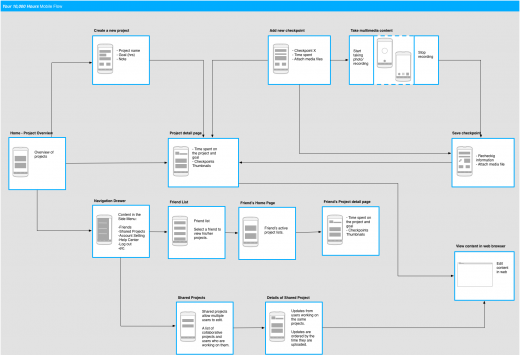 Your 10,000 Hours Mobile Flow
Create a new project
- Project name
- Goal (hrs)
- Note
Add new checkpoint
- Checkpoint X
- Time spent
- Attach media files
Take multimedia content
Start
taking
photo/
recording
Stop
recording
Home - Project Overview
Overview of
projects
Project detail page
- Time spent on
the project and
goal
- Checkpoints
Thumbnails
Save checkpoint
information
- Attach media file
Navigation Drawer
Content in the
Side Menu:
-Friends
-Shared Projects
-Account Setting
-Help Center
-Log out
-etc
Friend List
Friend list
Select a friend to
view his/her
projects.
Friend's Home Page
Friend's active
project lists.
Friend's Project detail page
- Time spent on
the project and
goal
- Checkpoints
Thumbnails
View content in web browser
Edit
content
in web
Shared Projects
Shared projects
allow multiple
users to edit.
A list of
collaborative
projects and
users who are
working on them.
Details of Shared Project
Updates from
users working on
the same
projects.
Updates are
ordered by the
time they are
uploaded.